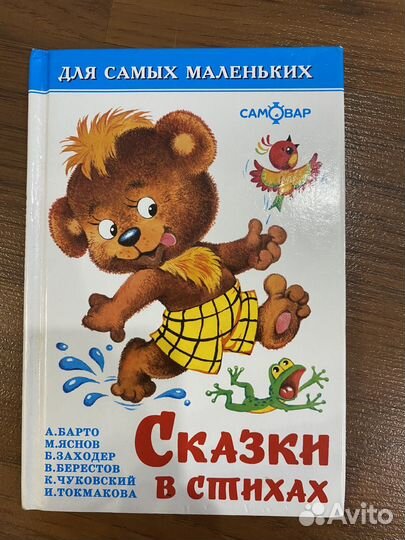 ДЛЯ САМЫХ МАЛЕНЬКИХ
САМОВАР
А.БАРТО
М.ЯСНОВ
Б.ЗАХОДЕР
В.БЕРЕСТОВ
К.ЧУКОВСКИЙ
И.ТОКМАКОВА
СКАЗКИ
В СТИХАХ
Avito